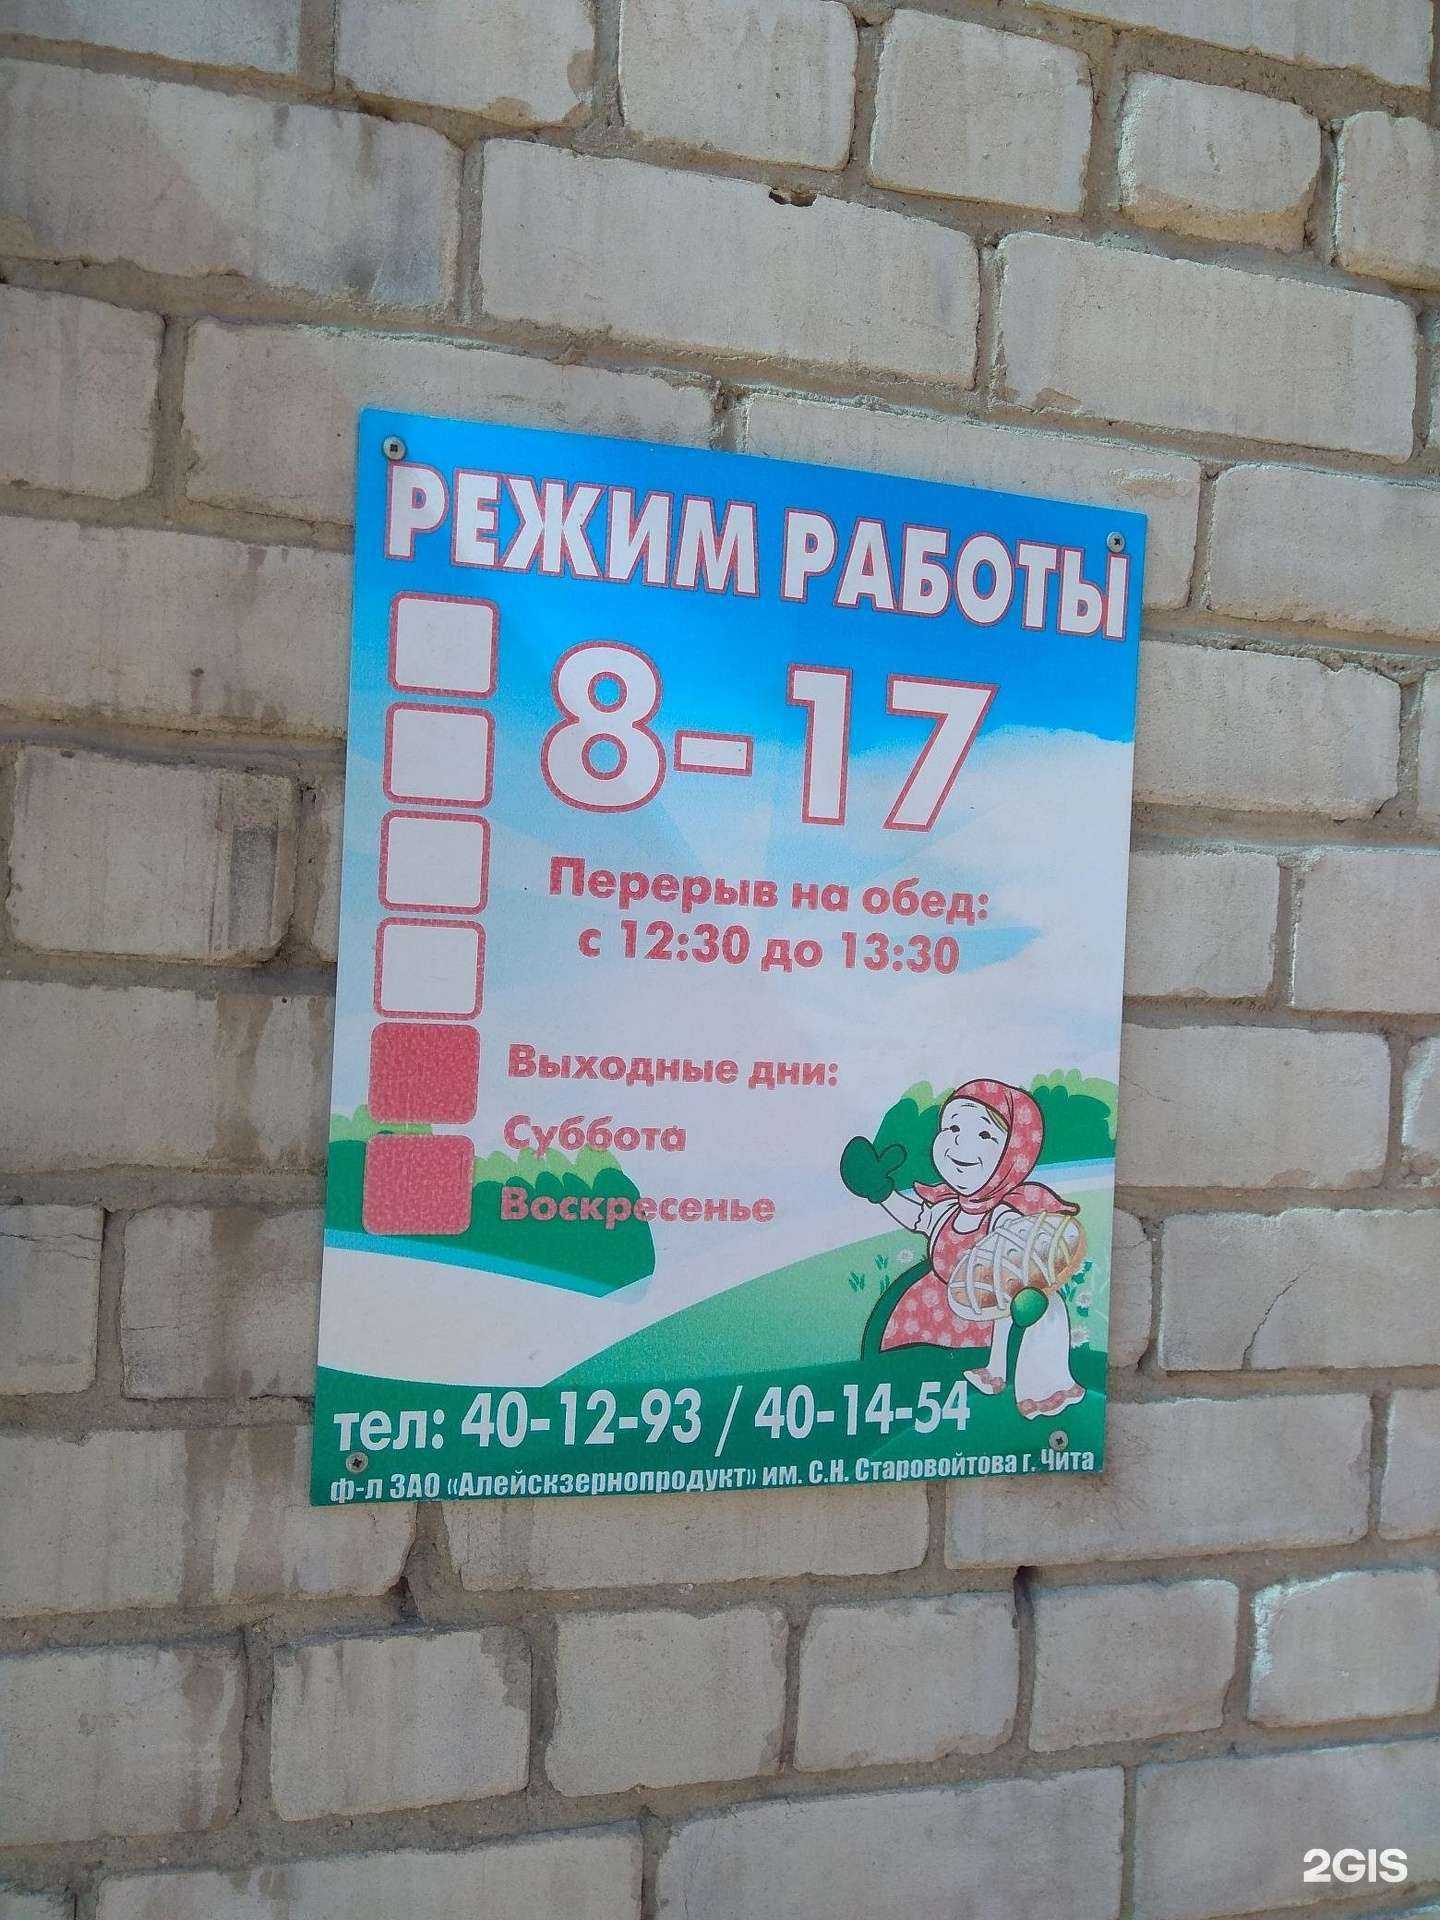 РЕЖИМ РАБОТЫ
8-17
Перерыв на обед:
с 12:30 до 13:30
Выходные дни:
Суббота
Воскресенье
тел: 40-12-93 / 40-14-54
ф-л ЗАО «Алейскзернопродукт» им. С.Н. Старовойтова г. Чита
2GIS